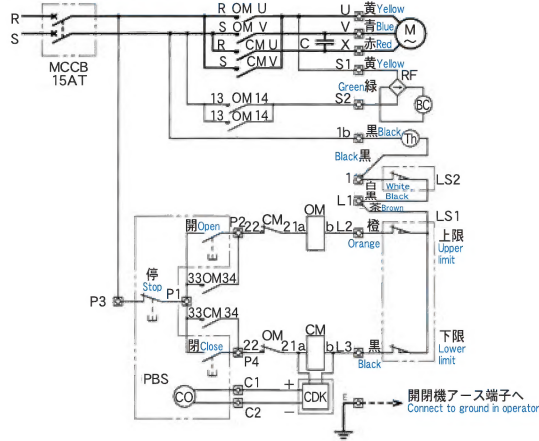 R OM U U 黄Yellow
R
S OM V V 青Blue M
S ～
R CM U C X 赤Red
S CM V
MCCB S1 黄Yellow
15AT RF
Green緑
13 OM 14 S2 BC
13 OM 14
1b 黒Black Th
Black黒
1 白 White LS2
黒 Black
L1 茶Brown LS1
開Open P2 22 CM 21a OM b L2 橙 上限
Orange Upper
limit
停 33OM34
Stop
P3 P1
33CM34
下限
閉Close 22 OM 21a CM b L3 黒 Lower
P4 Black limit
PBS
CO C1 + CDK
C2 −
E 開閉機アース端子へ
Connect to ground in operator